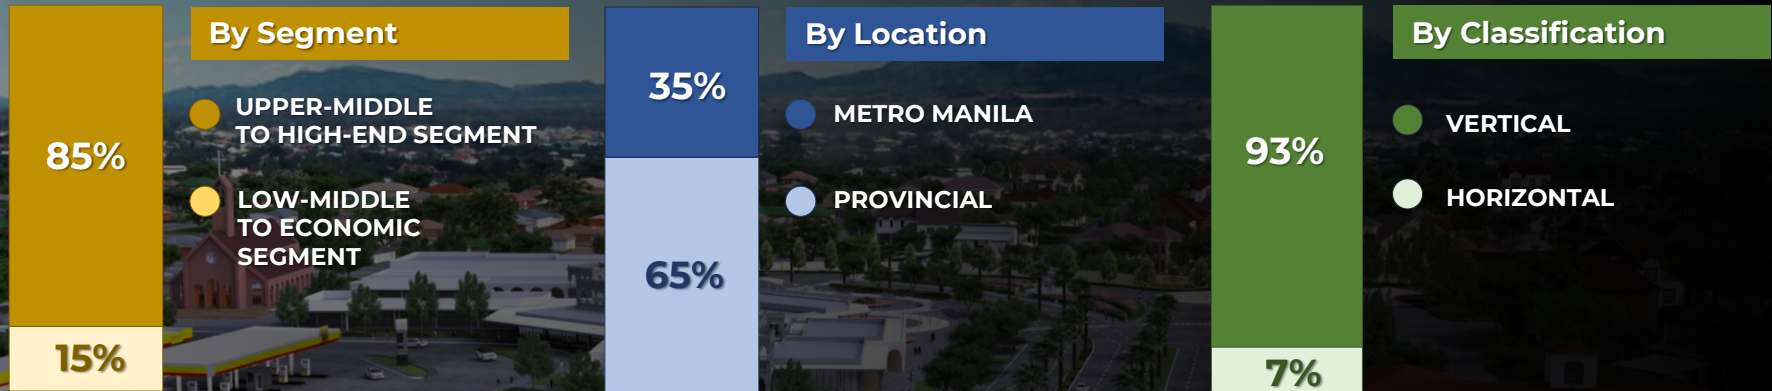 By Segment
85%
15%
UPPER-MIDDLE
TO HIGH-END SEGMENT
LOW-MIDDLE
TO ECONOMIC
SEGMENT
By Location
35%
65%
METRO MANILA
PROVINCIAL
By Classification
93%
7%
VERTICAL
HORIZONTAL